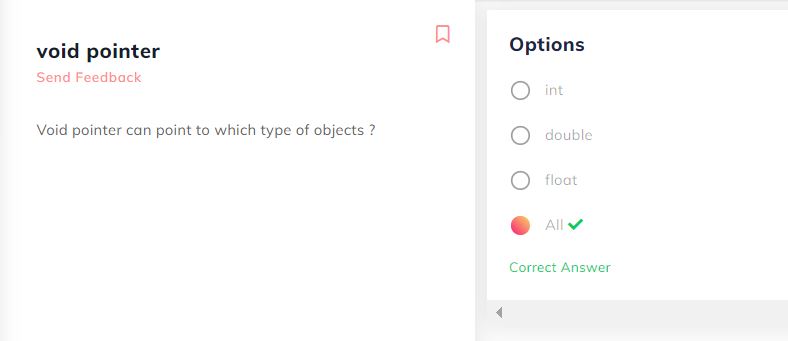 void pointer
Send Feedback
Void pointer can point to which type of objects ?
Options
int
double
float
All
Correct Answer